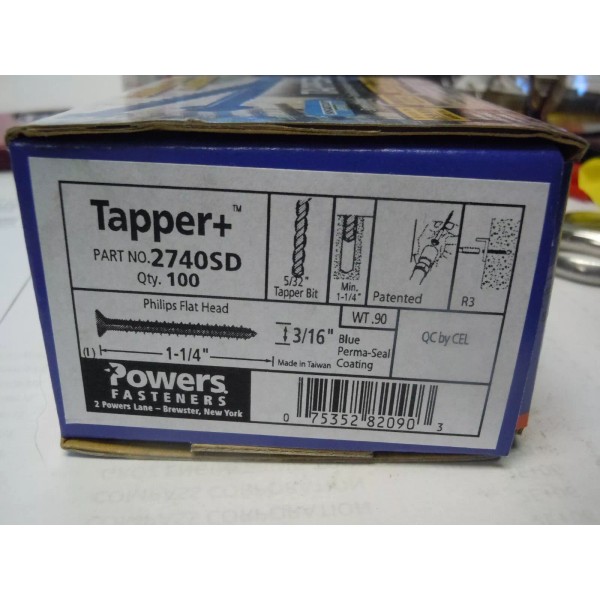 Tapper+™
PART NO. 2740SD
Qty. 100
5/32"
Tapper Bit
Min.
1-1/4"
Patented
R3
Philips Flat Head
(1)
1-1/4"
3/16"
Made in Taiwan
WT .90
Blue
Perma-Seal
Coating
QC by CEL
Powers
FASTENERS
2 Powers Lane – Brewster, New York
0 75352 82090 3
COMPASS CORPORATION